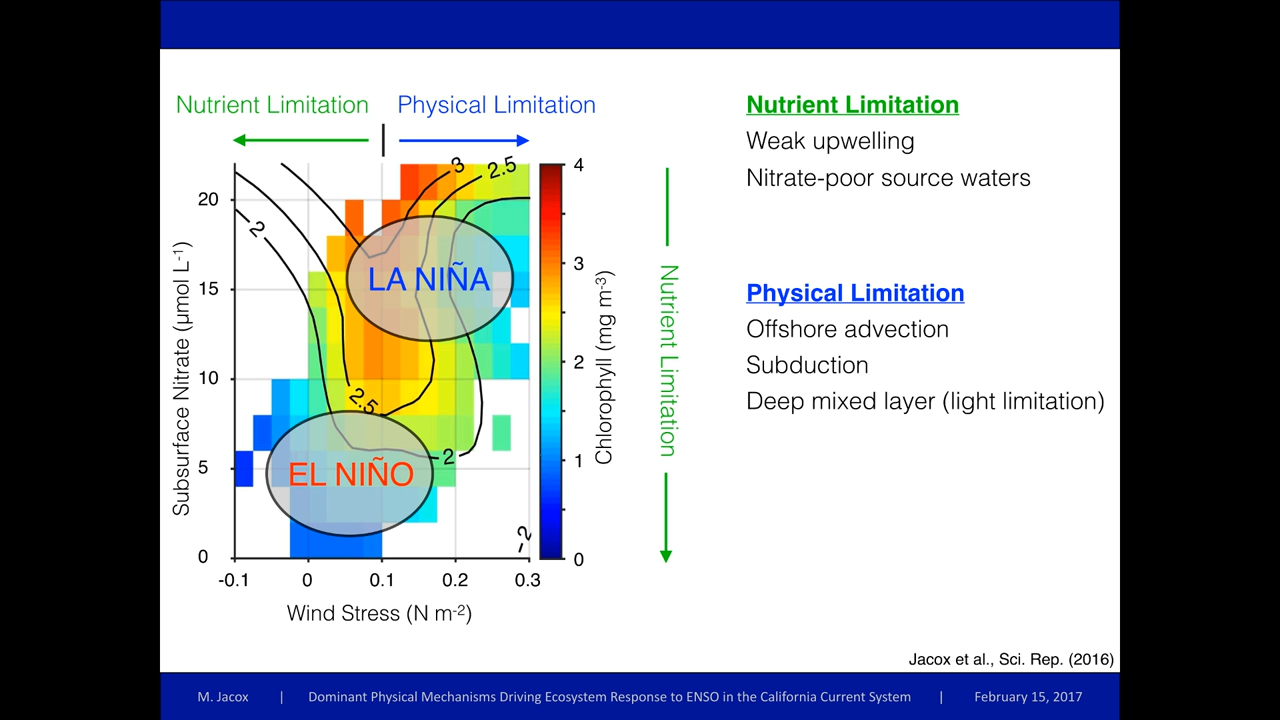 Nutrient Limitation
Physical Limitation
3
2.5
2
LA NIÑA
2.5
EL NIÑO
2
2
20
15
10
5
0
-0.1
0
0.1
0.2
0.3
Subsurface Nitrate (μmol L-1)
Wind Stress (N m-2)
4
3
2
1
0
Chlorophyll (mg m-3)
Nutrient Limitation
Nutrient Limitation
Weak upwelling
Nitrate-poor source waters
Physical Limitation
Offshore advection
Subduction
Deep mixed layer (light limitation)
Jacox et al., Sci. Rep. (2016)
M. Jacox | Dominant Physical Mechanisms Driving Ecosystem Response to ENSO in the California Current System | February 15, 2017